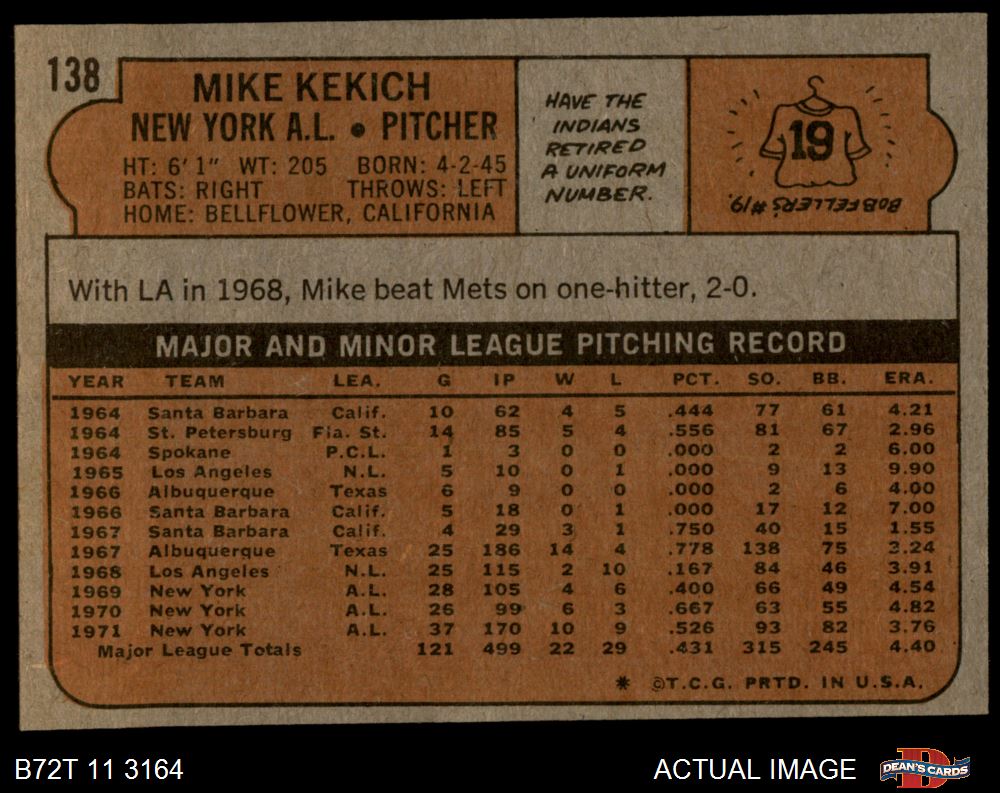 138
MIKE KEKICH
NEW YORK A.L. • PITCHER
HT: 6' 1" WT: 205 BORN: 4-2-45
BATS: RIGHT THROWS: LEFT
HOME: BELLFLOWER, CALIFORNIA
HAVE THE
INDIANS
RETIRED
A UNIFORM
NUMBER.
19
BOB FELLERS #19.
With LA in 1968, Mike beat Mets on one-hitter, 2-0.
MAJOR AND MINOR LEAGUE PITCHING RECORD
YEAR TEAM LEA. G IP W L PCT. SO. BB. ERA.
1964 Santa Barbara Calif. 10 62 4 5 .444 77 61 4.21
1964 St. Petersburg Fla. St. 14 85 5 4 .556 81 67 2.96
1964 Spokane P.C.L. 1 3 0 0 .000 2 2 6.00
1965 Los Angeles N.L. 5 10 0 1 .000 9 13 9.90
1966 Albuquerque Texas 6 9 0 0 .000 2 6 4.00
1966 Santa Barbara Calif. 5 18 0 1 .000 17 12 7.00
1967 Santa Barbara Calif. 4 29 3 1 .750 40 15 1.55
1967 Albuquerque Texas 25 186 14 4 .778 138 75 3.24
1968 Los Angeles N.L. 25 115 2 10 .167 84 46 3.91
1969 New York A.L. 28 105 4 6 .400 66 49 4.54
1970 New York A.L. 26 99 6 3 .667 63 55 4.82
1971 New York A.L. 37 170 10 9 .526 93 82 3.76
Major League Totals 121 499 22 29 .431 315 245 4.40
* ©T.C.G. PRTD. IN U.S.A.
B72T 11 3164
ACTUAL IMAGE
D
DEAN'S CARDS